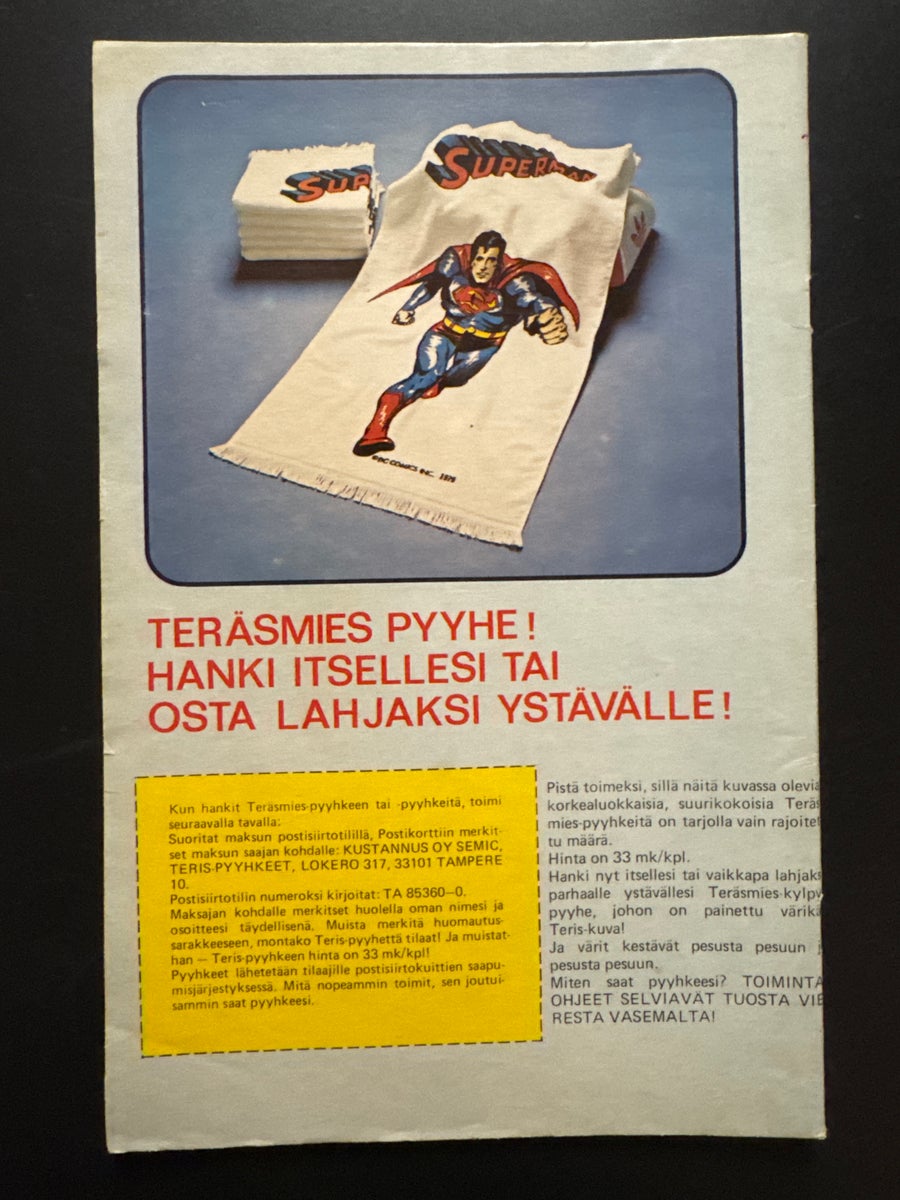 SUP
SUPERMAN
©DC COMICS INC. 1978
TERÄSMIES PYYHE!
HANKI ITSELLESI TAI
OSTA LAHJAKSI YSTÄVÄLLE!
Kun hankit Teräsmies-pyyhkeen tai -pyyhkeitä, toimi
seuraavalla tavalla:
Suoritat maksun postisiirtotilillä, Postikorttiin merkit-
set maksun saajan kohdalle: KUSTANNUS OY SEMIC,
TERIS-PYYHKEET, LOKERO 317, 33101 TAMPERE
10.
Postisiirtotilin numeroksi kirjoitat: TA 85360–0.
Maksajan kohdalle merkitset huolella oman nimesi ja
osoitteesi täydellisenä. Muista merkitä huomautus-
sarakkeeseen, montako Teris-pyyhettä tilaat! Ja muistat-
han – Teris-pyyhkeen hinta on 33 mk/kpl!
Pyyhkeet lähetetään tilaajille postisiirtokuittien saapu-
misjärjestyksessä. Mitä nopeammin toimit, sen joutui-
sammin saat pyyhkeesi.
Pistä toimeksi, sillä näitä kuvassa olevia
korkealuokkaisia, suurikokoisia Teräs
mies-pyyhkeitä on tarjolla vain rajoitet
tu määrä.
Hinta on 33 mk/kpl.
Hanki nyt itsellesi tai vaikkapa lahjaks
parhaalle ystävällesi Teräsmies-kylpy
pyyhe, johon on painettu värikä
Teris-kuva!
Ja värit kestävät pesusta pesuun j
pesusta pesuun.
Miten saat pyyhkeesi? TOIMINTA
OHJEET SELVIAVÄT TUOSTA VIE
RESTA VASEMALTA!